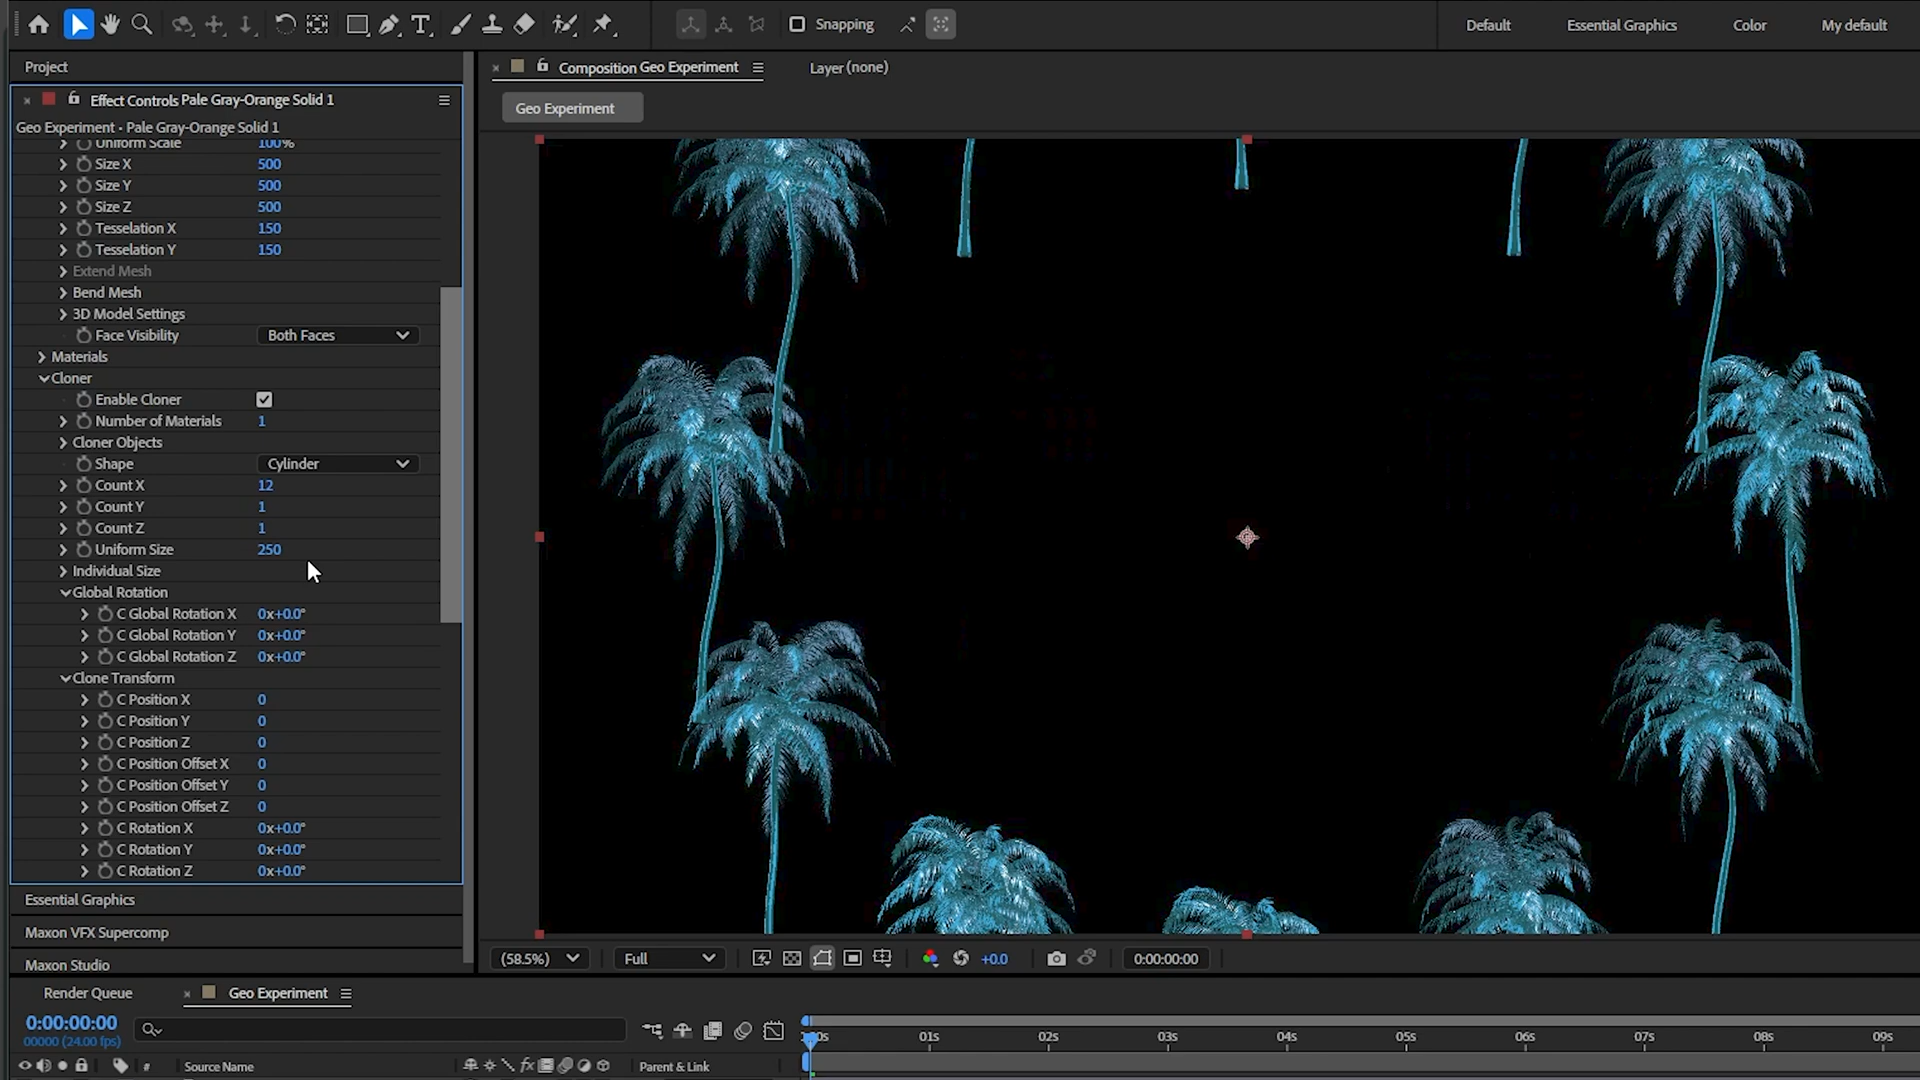 Snapping
Default
Essential Graphics
Color
My default
Project
Composition Geo Experiment
Layer (none)
Effect Controls Pale Gray-Orange Solid 1
Geo Experiment
Geo Experiment • Pale Gray-Orange Solid 1
Uniform Scale 100%
Size X 500
Size Y 500
Size Z 500
Tesselation X 150
Tesselation Y 150
Extend Mesh
Bend Mesh
3D Model Settings
Face Visibility Both Faces
Materials
Cloner
Enable Cloner
Number of Materials 1
Cloner Objects
Shape Cylinder
Count X 12
Count Y 1
Count Z 1
Uniform Size 250
Individual Size
Global Rotation
C Global Rotation X 0x+0.0°
C Global Rotation Y 0x+0.0°
C Global Rotation Z 0x+0.0°
Clone Transform
C Position X 0
C Position Y 0
C Position Z 0
C Position Offset X 0
C Position Offset Y 0
C Position Offset Z 0
C Rotation X 0x+0.0°
C Rotation Y 0x+0.0°
C Rotation Z 0x+0.0°
Essential Graphics
Maxon VFX Supercomp
Maxon Studio
(58.5%)
Full
+0.0
0:00:00:00
Render Queue
Geo Experiment
0:00:00:00
00000 (24.00 fps)
01s 02s 03s 04s 05s 06s 07s 08s 09s
# Source Name
fx
Parent & Link